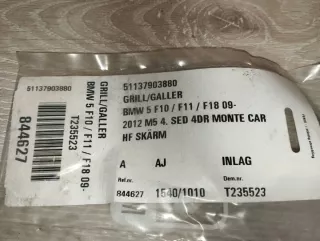 51137903880
GRILL/GALLER
BMW 5 F10 / F11 / F18 09-
T235523
844627
51137903880
GRILL/GALLER
BMW 5 F10 / F11 / F18 09-
2012 M5 4. SED 4DR MONTE CAR
HF SKÄRM
A AJ INLAG
Ref.nr. Dem.nr.
844627 1540/1010 T235523